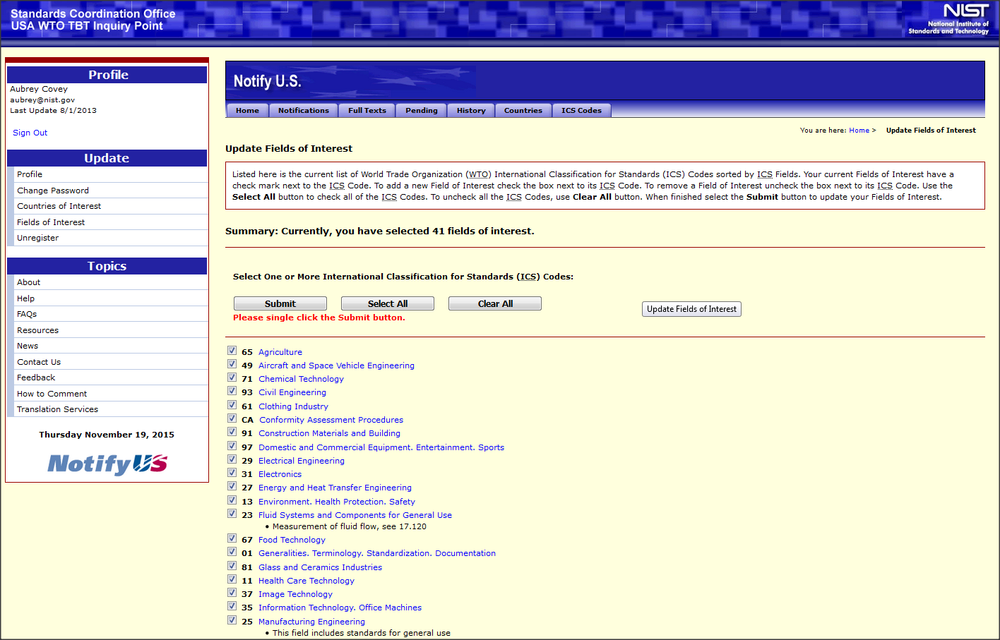 Standards Coordination Office
USA WTO TBT Inquiry Point
NIST
National Institute of
Standards and Technology
Profile
Aubrey Covey
aubrey@nist.gov
Last Update 8/1/2013
Sign Out
Update
Profile
Change Password
Countries of Interest
Fields of Interest
Unregister
Topics
About
Help
FAQs
Resources
News
Contact Us
Feedback
How to Comment
Translation Services
Thursday November 19, 2015
NotifyUS
Notify U.S.
Home Notifications Full Texts Pending History Countries ICS Codes
You are here: Home > Update Fields of Interest
Update Fields of Interest
Listed here is the current list of World Trade Organization (WTO) International Classification for Standards (ICS) Codes sorted by ICS Fields. Your current Fields of Interest have a
check mark next to the ICS Code. To add a new Field of Interest check the box next to its ICS Code. To remove a Field of Interest uncheck the box next to its ICS Code. Use the
Select All button to check all of the ICS Codes. To uncheck all the ICS Codes, use Clear All button. When finished select the Submit button to update your Fields of Interest.
Summary: Currently, you have selected 41 fields of interest.
Select One or More International Classification for Standards (ICS) Codes:
Submit Select All Clear All
Please single click the Submit button.
Update Fields of Interest
65 Agriculture
49 Aircraft and Space Vehicle Engineering
71 Chemical Technology
93 Civil Engineering
61 Clothing Industry
CA Conformity Assessment Procedures
91 Construction Materials and Building
97 Domestic and Commercial Equipment. Entertainment. Sports
29 Electrical Engineering
31 Electronics
27 Energy and Heat Transfer Engineering
13 Environment. Health Protection. Safety
23 Fluid Systems and Components for General Use
• Measurement of fluid flow, see 17.120
67 Food Technology
01 Generalities. Terminology. Standardization. Documentation
81 Glass and Ceramics Industries
11 Health Care Technology
37 Image Technology
35 Information Technology. Office Machines
25 Manufacturing Engineering
• This field includes standards for general use